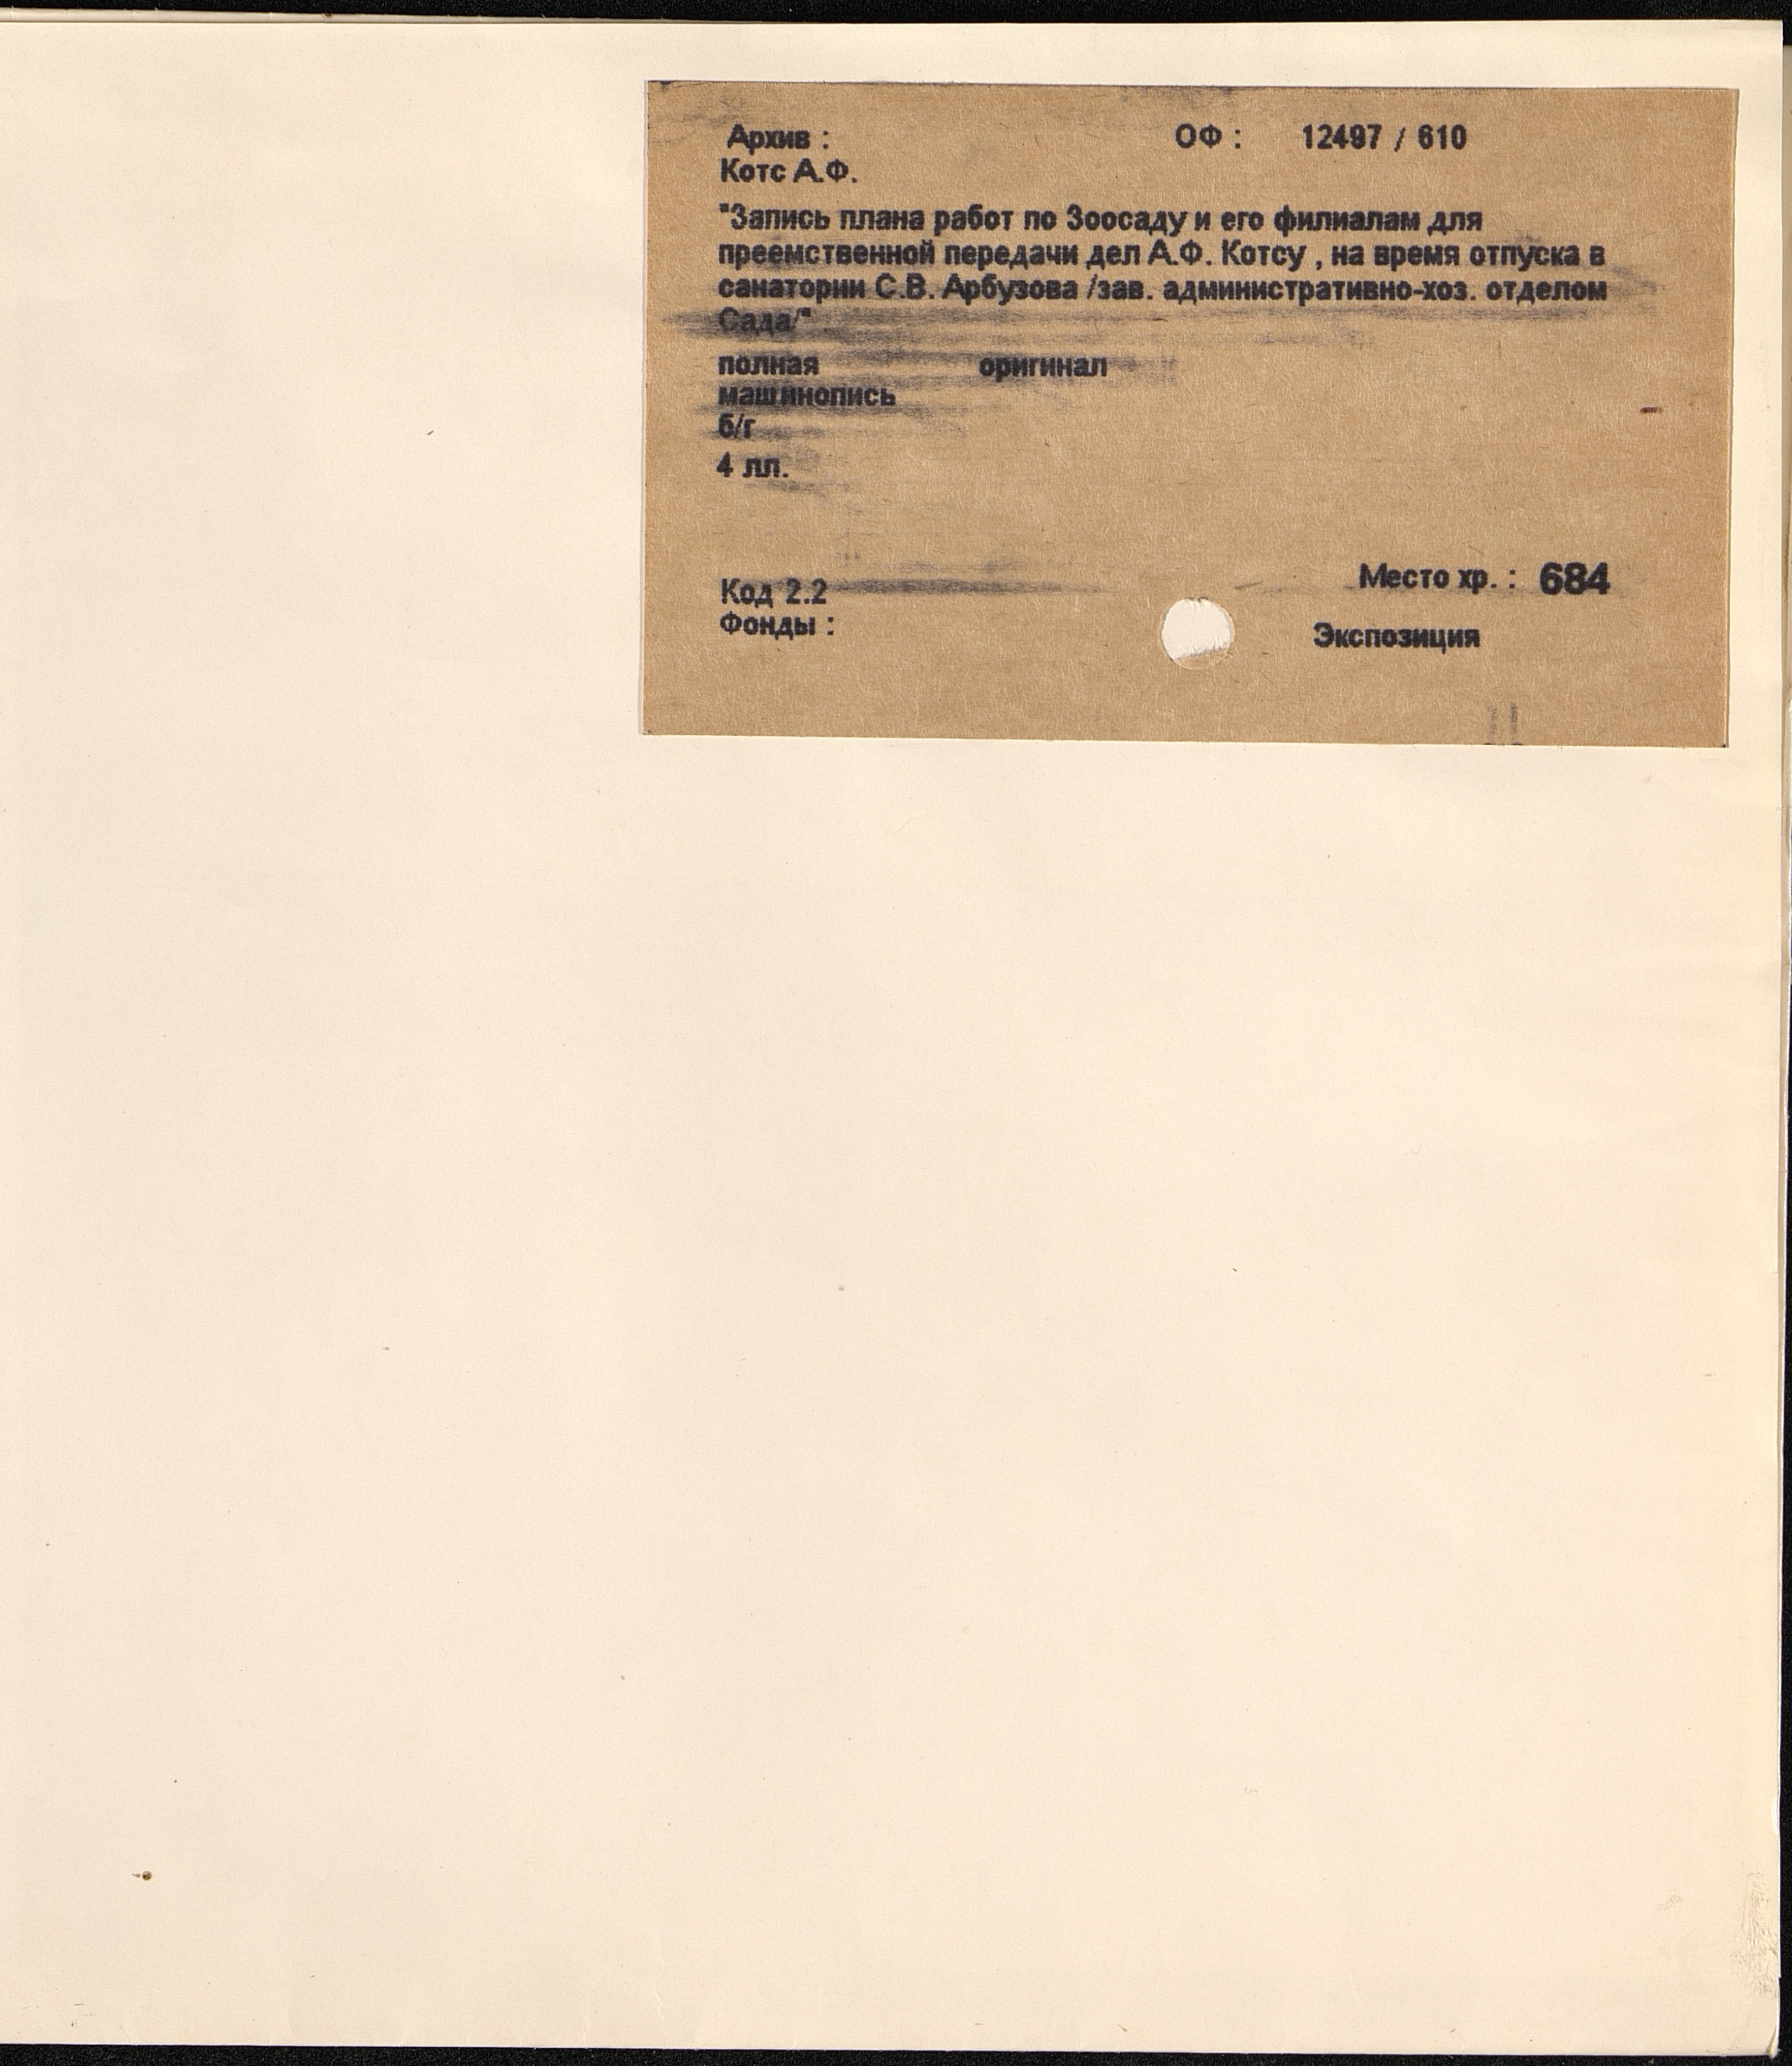 Архив : ОФ : 12497 / 610
Котс А.Ф.
"Запись плана работ по Зоосаду и его филиалам для
преемственной передачи дел А.Ф. Котсу , на время отпуска в
санатории С.В. Арбузова /зав. административно-хоз. отделом
Сада/"
полная оригинал
машинопись
б/г
4 лл.
Место хр. : 684
Код 2.2
Фонды : Экспозиция